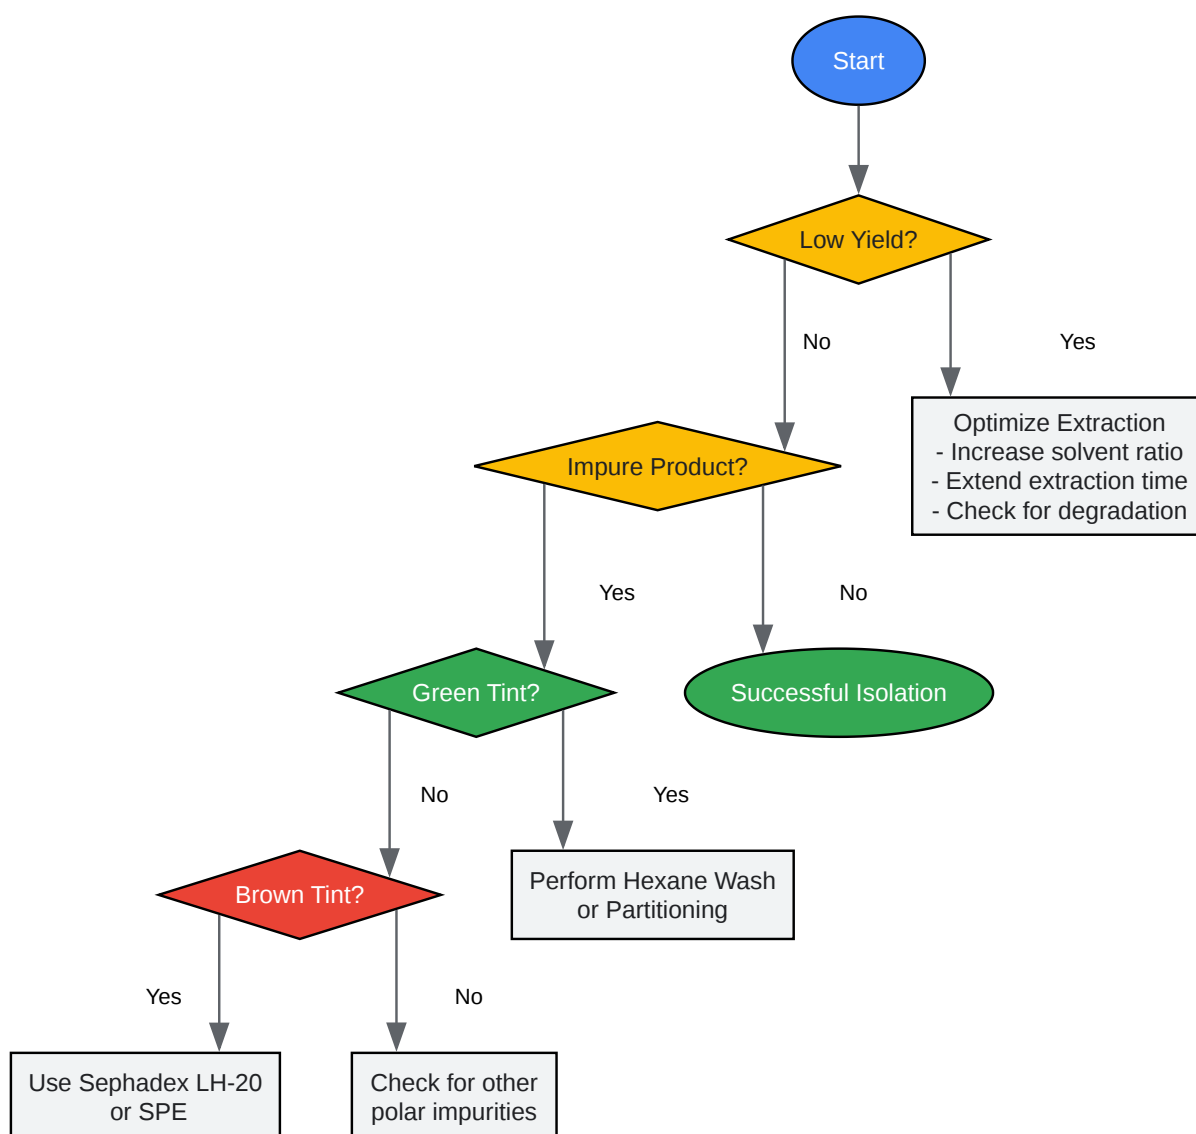 Start
Low Yield?
No
Yes
Optimize Extraction
- Increase solvent ratio
- Extend extraction time
- Check for degradation
Impure Product?
Yes
No
Green Tint?
Successful Isolation
No
Yes
Brown Tint?
Perform Hexane Wash
or Partitioning
Yes
No
Use Sephadex LH-20
or SPE
Check for other
polar impurities